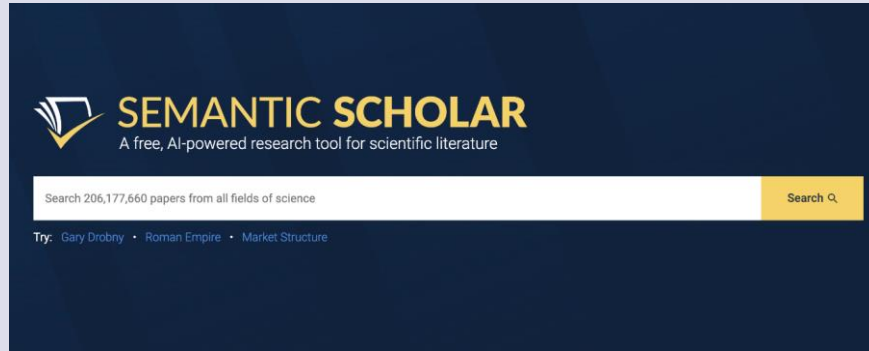 SEMANTIC SCHOLAR
A free, AI-powered research tool for scientific literature
Search 206,177,660 papers from all fields of science
Search
Try: Gary Drobny • Roman Empire • Market Structure